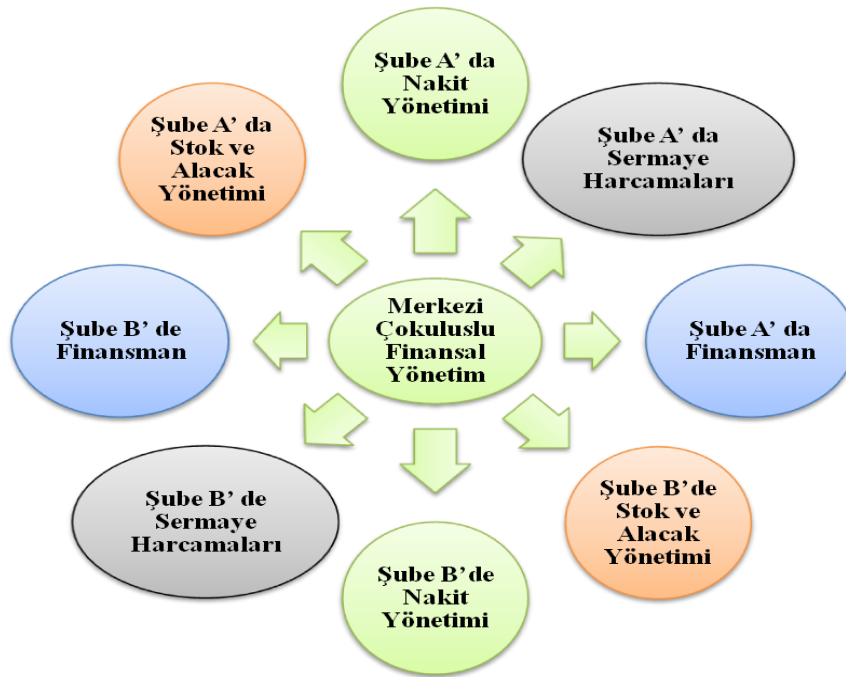 Şube A’ da
Nakit
Yönetimi
Şube A’ da
Stok ve
Alacak
Yönetimi
Şube A’ da
Sermaye
Harcamaları
Şube B’ de
Finansman
Merkezi
Çokuluslu
Finansal
Yönetim
Şube A’ da
Finansman
Şube B’ de
Sermaye
Harcamaları
Şube B’de
Stok ve
Alacak
Yönetimi
Şube B’de
Nakit
Yönetimi